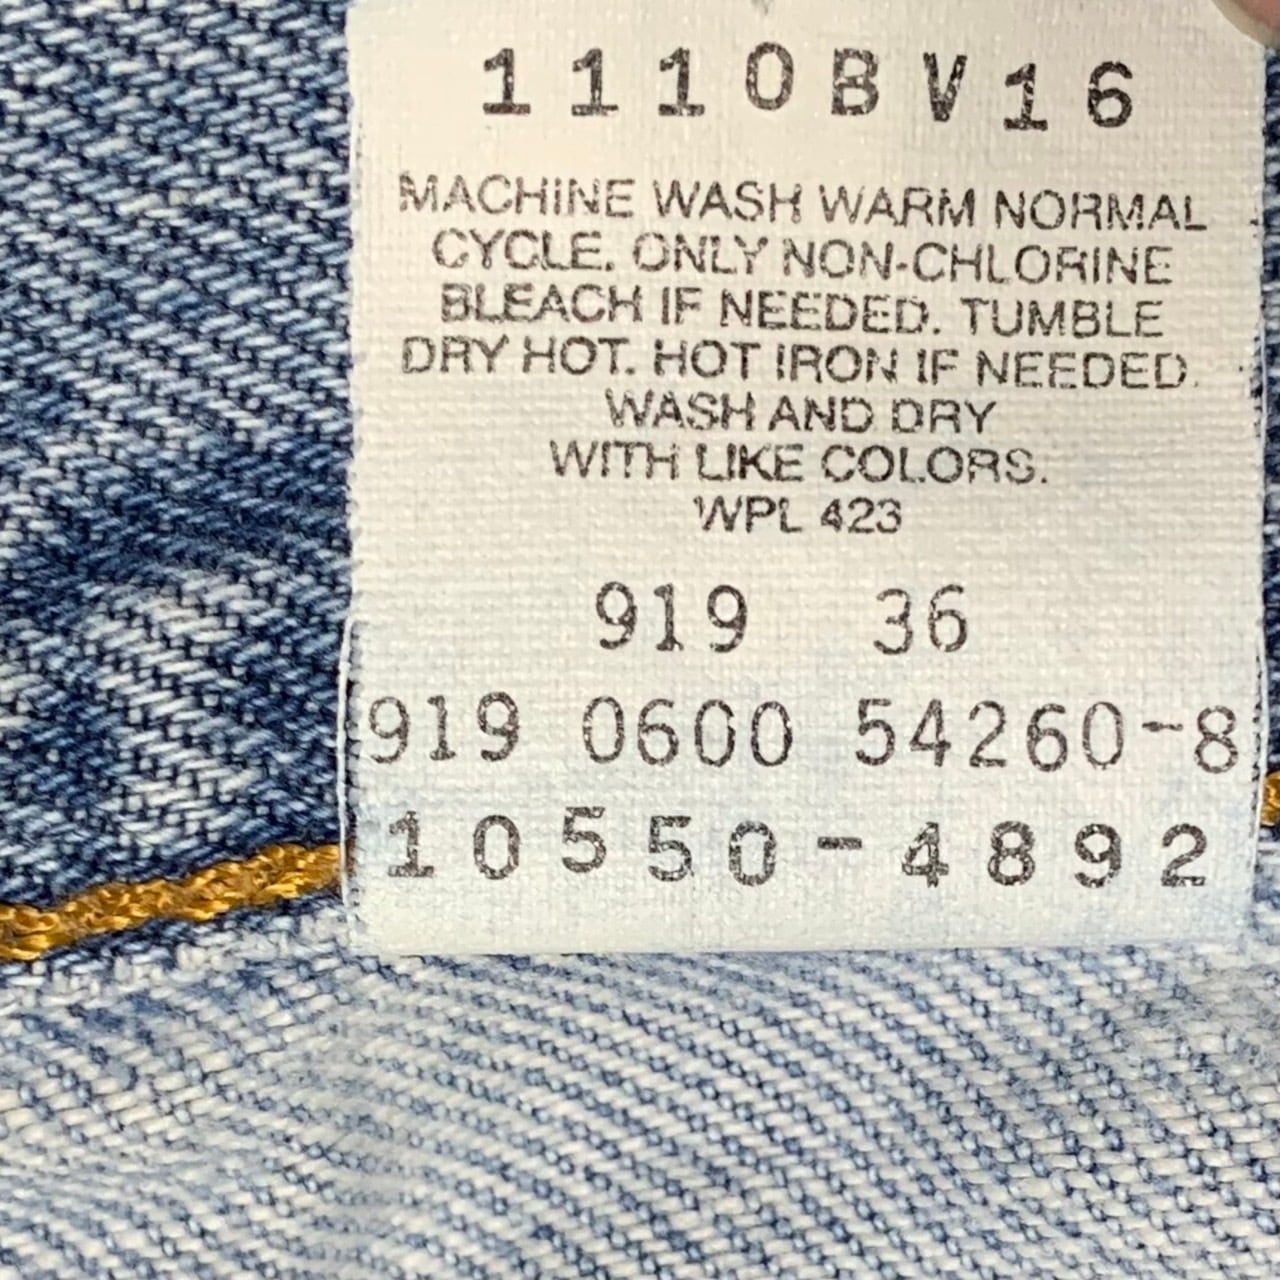 1110BV16
MACHINE WASH WARM NORMAL
CYCLE. ONLY NON-CHLORINE
BLEACH IF NEEDED. TUMBLE
DRY HOT. HOT IRON IF NEEDED.
WASH AND DRY
WITH LIKE COLORS.
WPL 423
919 36
919 0600 54260-8
10550-4892